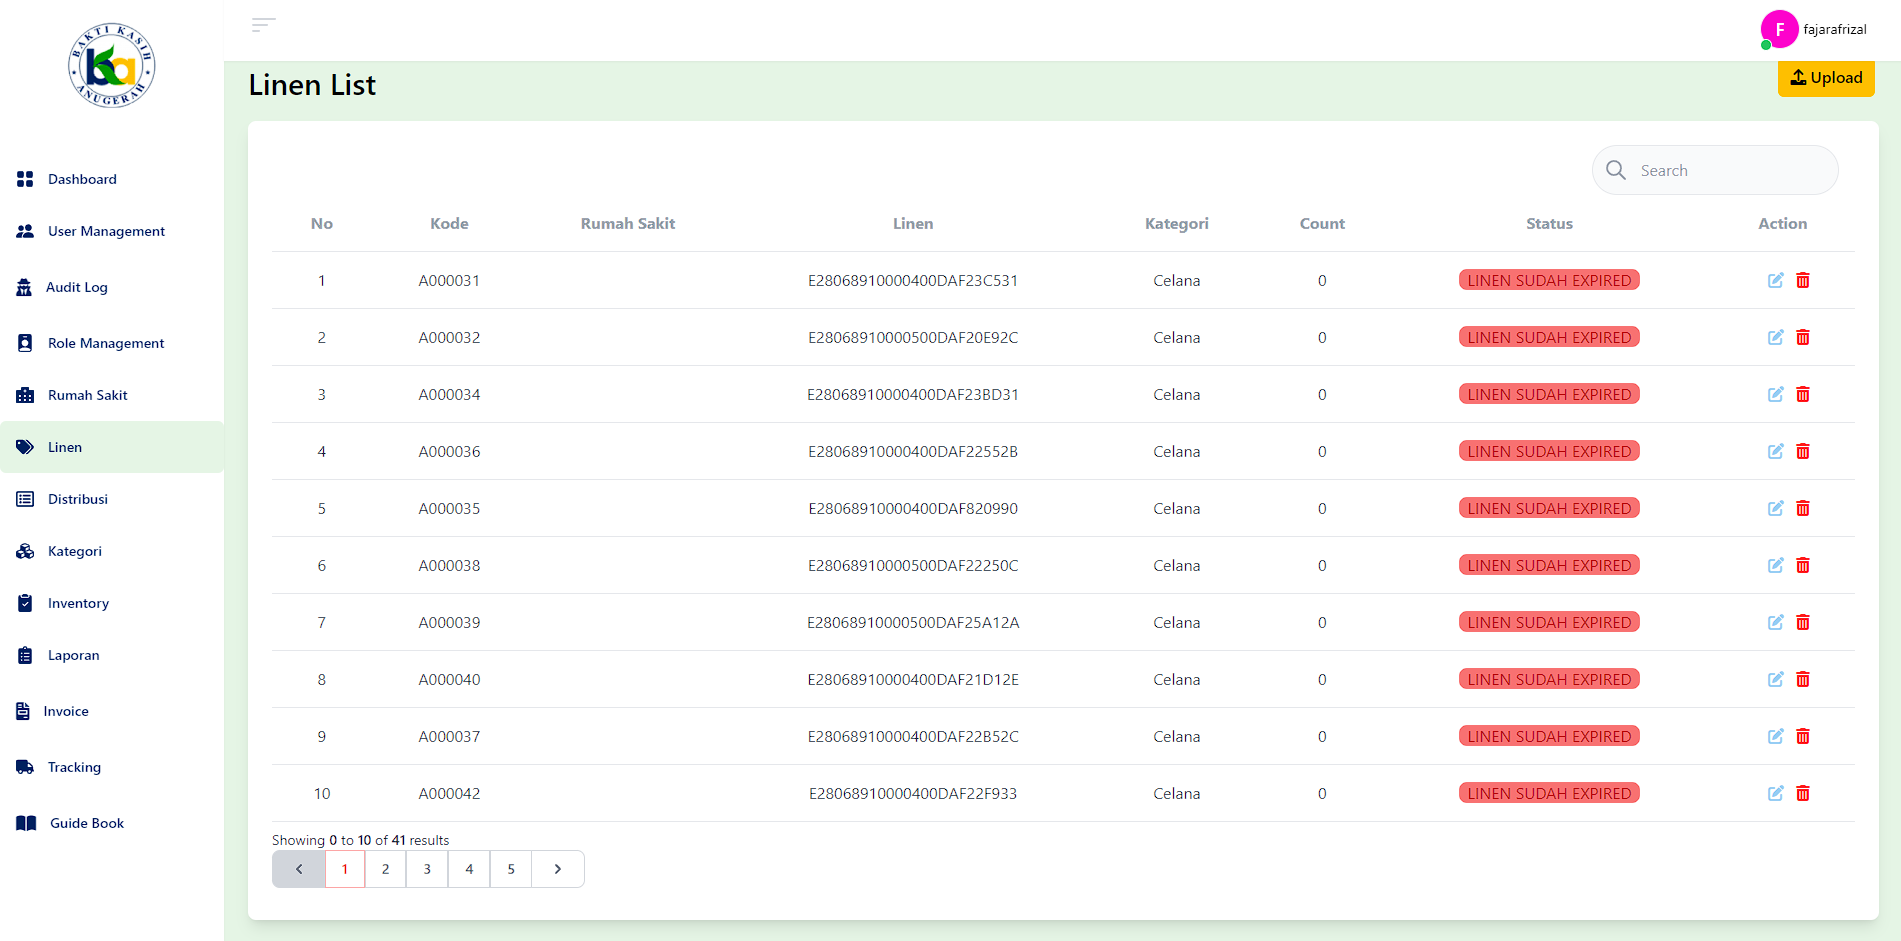 BAKTI KASIH
ba
ANUGERAH
F
fajarafrizal
Linen List
Upload
Dashboard
User Management
Audit Log
Role Management
Rumah Sakit
Linen
Distribusi
Kategori
Inventory
Laporan
Invoice
Tracking
Guide Book
Search
No Kode Rumah Sakit Linen Kategori Count Status Action
1 A000031 E28068910000400DAF23C531 Celana 0 LINEN SUDAH EXPIRED
2 A000032 E28068910000500DAF20E92C Celana 0 LINEN SUDAH EXPIRED
3 A000034 E28068910000400DAF23BD31 Celana 0 LINEN SUDAH EXPIRED
4 A000036 E28068910000400DAF22552B Celana 0 LINEN SUDAH EXPIRED
5 A000035 E28068910000400DAF820990 Celana 0 LINEN SUDAH EXPIRED
6 A000038 E28068910000500DAF22250C Celana 0 LINEN SUDAH EXPIRED
7 A000039 E28068910000500DAF25A12A Celana 0 LINEN SUDAH EXPIRED
8 A000040 E28068910000400DAF21D12E Celana 0 LINEN SUDAH EXPIRED
9 A000037 E28068910000400DAF22B52C Celana 0 LINEN SUDAH EXPIRED
10 A000042 E28068910000400DAF22F933 Celana 0 LINEN SUDAH EXPIRED
Showing 0 to 10 of 41 results
1 2 3 4 5